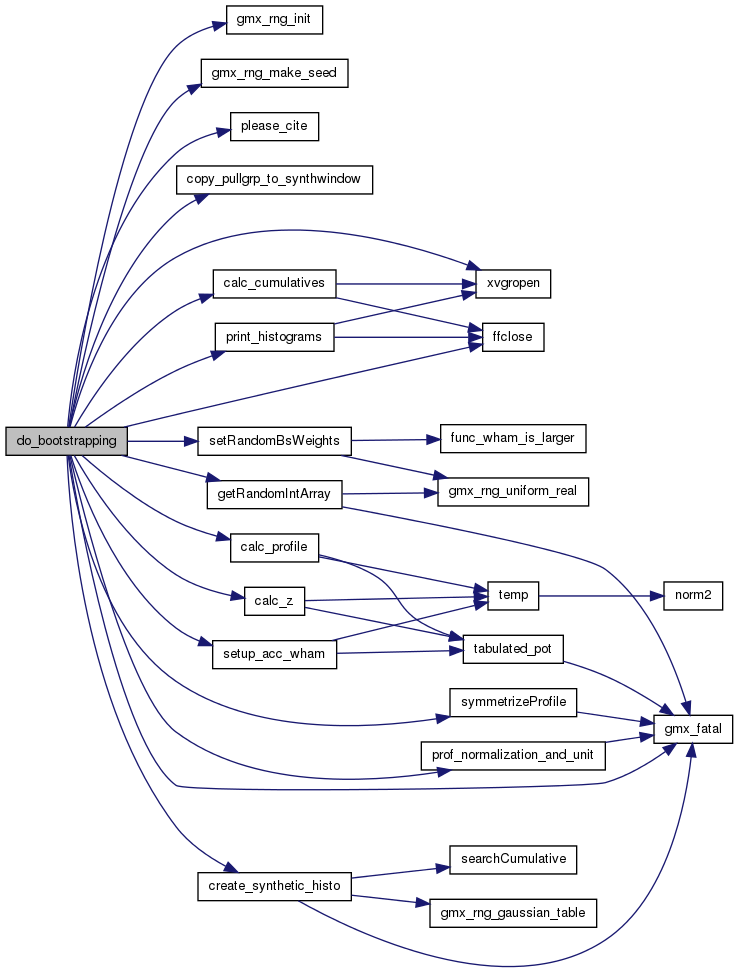 gmx_rng_init
gmx_rng_make_seed
please_cite
copy_pullgrp_to_synthwindow
calc_cumulatives
xvgropen
print_histograms
ffclose
do_bootstrapping
setRandomBsWeights
func_wham_is_larger
getRandomIntArray
gmx_rng_uniform_real
calc_profile
calc_z
temp
norm2
setup_acc_wham
tabulated_pot
symmetrizeProfile
gmx_fatal
prof_normalization_and_unit
searchCumulative
create_synthetic_histo
gmx_rng_gaussian_table